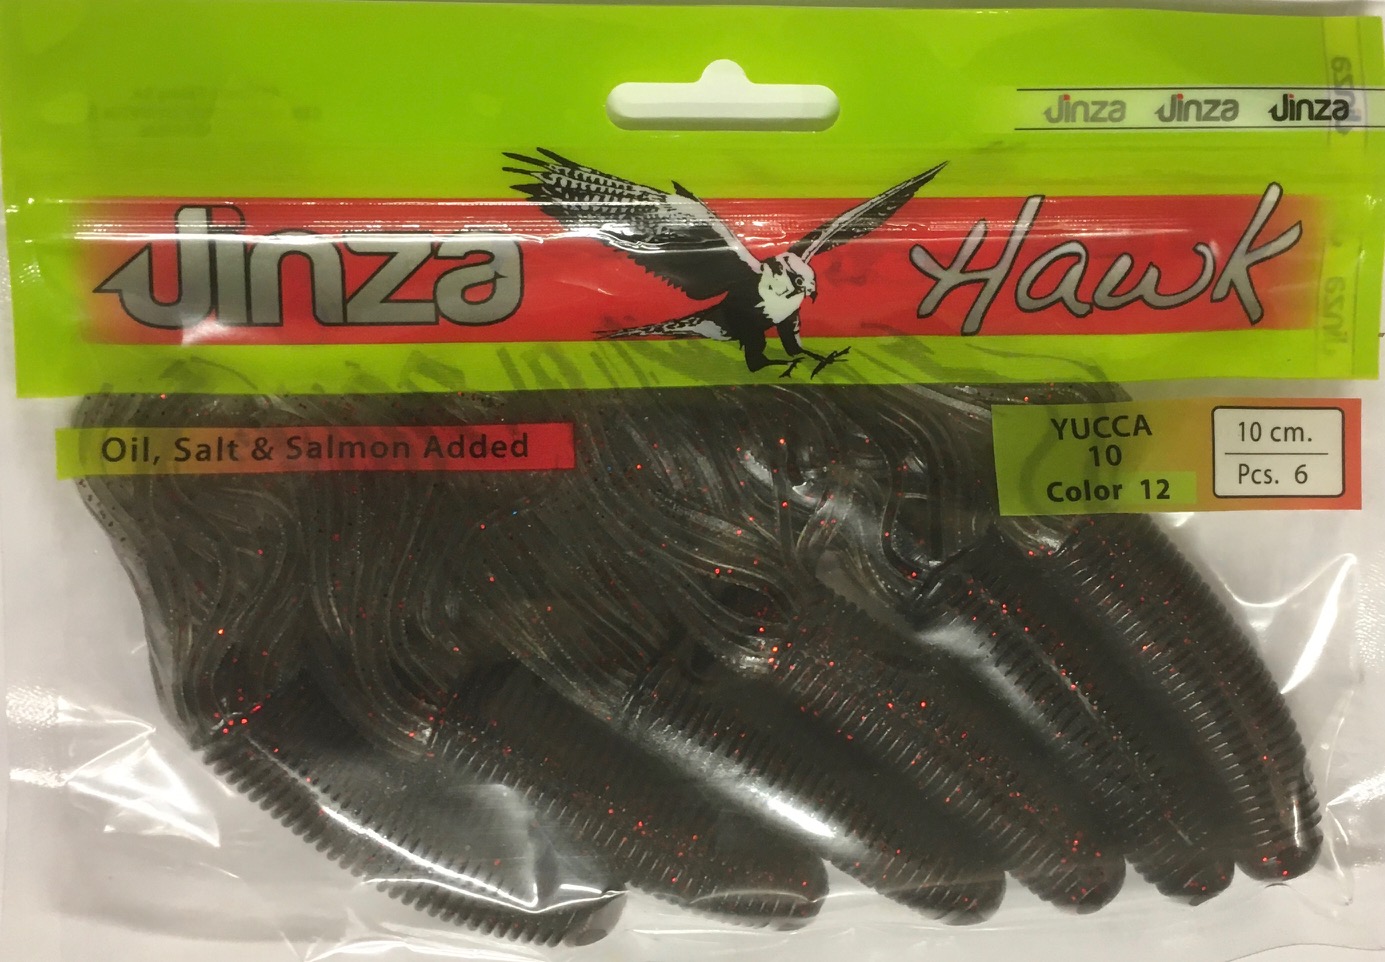 Jinza Jinza Jinza
Jinza Hawk
Oil, Salt & Salmon Added
YUCCA
10
Color 12
10 cm.
Pcs. 6